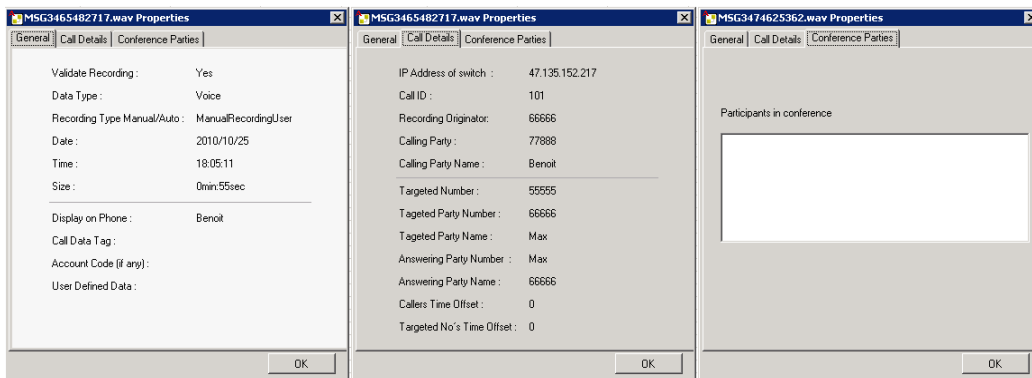 MSG3465482717.wav Properties
General Call Details Conference Parties
Validate Recording : Yes
Data Type : Voice
Recording Type Manual/Auto : ManualRecordingUser
Date : 2010/10/25
Time : 18:05:11
Size : 0min:55sec
Display on Phone : Benoit
Call Data Tag :
Account Code (if any) :
User Defined Data :
OK
MSG3465482717.wav Properties
General Call Details Conference Parties
IP Address of switch : 47.135.152.217
Call ID : 101
Recording Originator: 66666
Calling Party : 77888
Calling Party Name : Benoit
Targeted Number : 55555
Tageted Party Number : 66666
Tageted Party Name : Max
Answering Party Number : Max
Answering Party Name : 66666
Callers Time Offset : 0
Targeted No's Time Offset : 0
OK
MSG3474625362.wav Properties
General Call Details Conference Parties
Participants in conference
OK